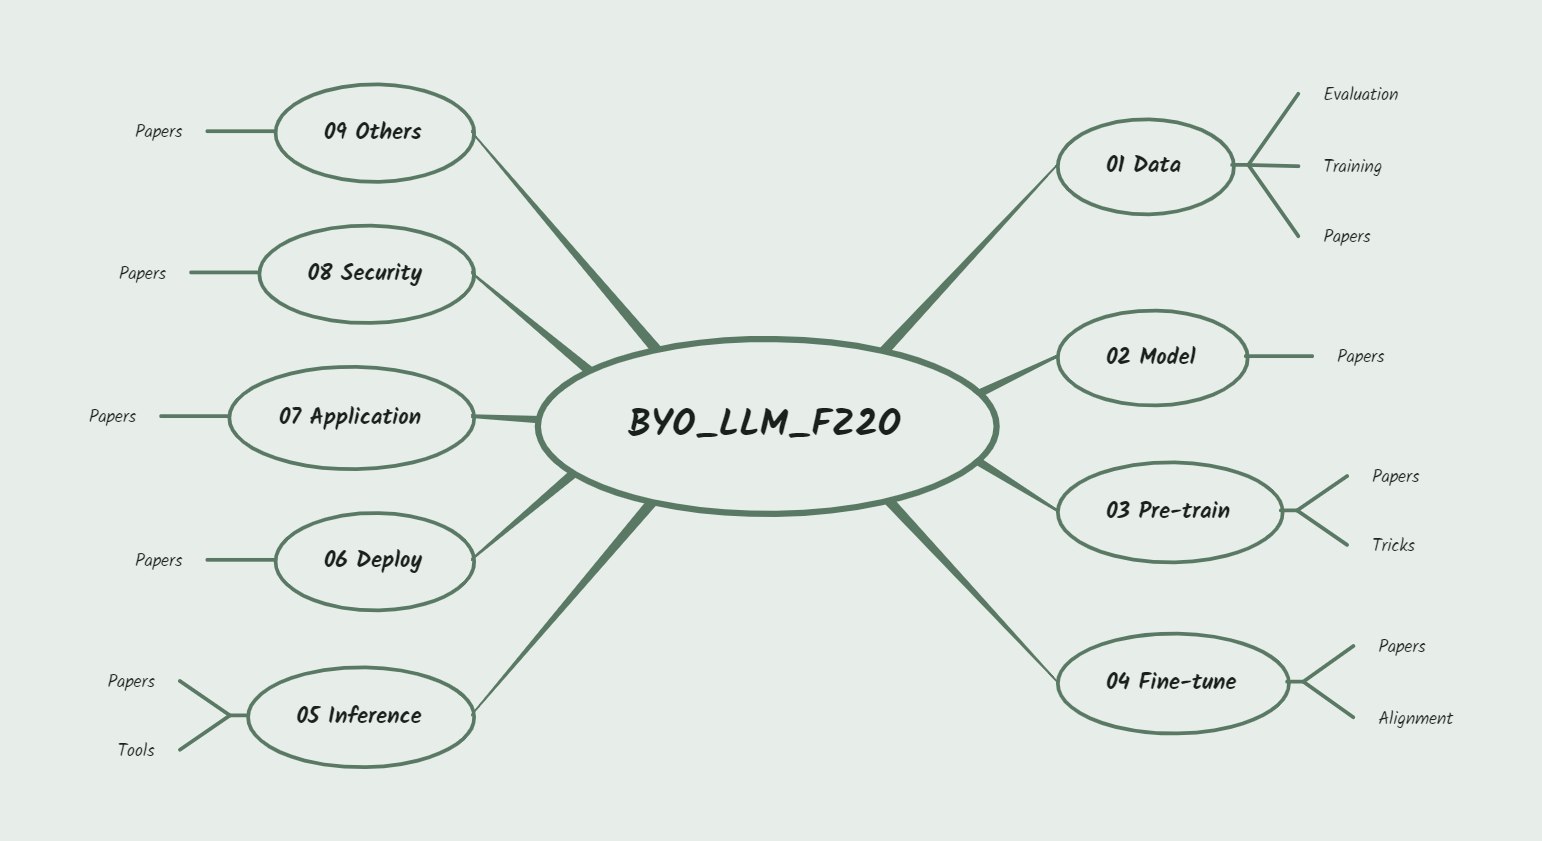 BYO_LLM_FZ2O
01 Data
Evaluation
Training
Papers
02 Model
Papers
03 Pre-train
Papers
Tricks
04 Fine-tune
Papers
Alignment
05 Inference
Papers
Tools
06 Deploy
Papers
07 Application
Papers
08 Security
Papers
09 Others
Papers